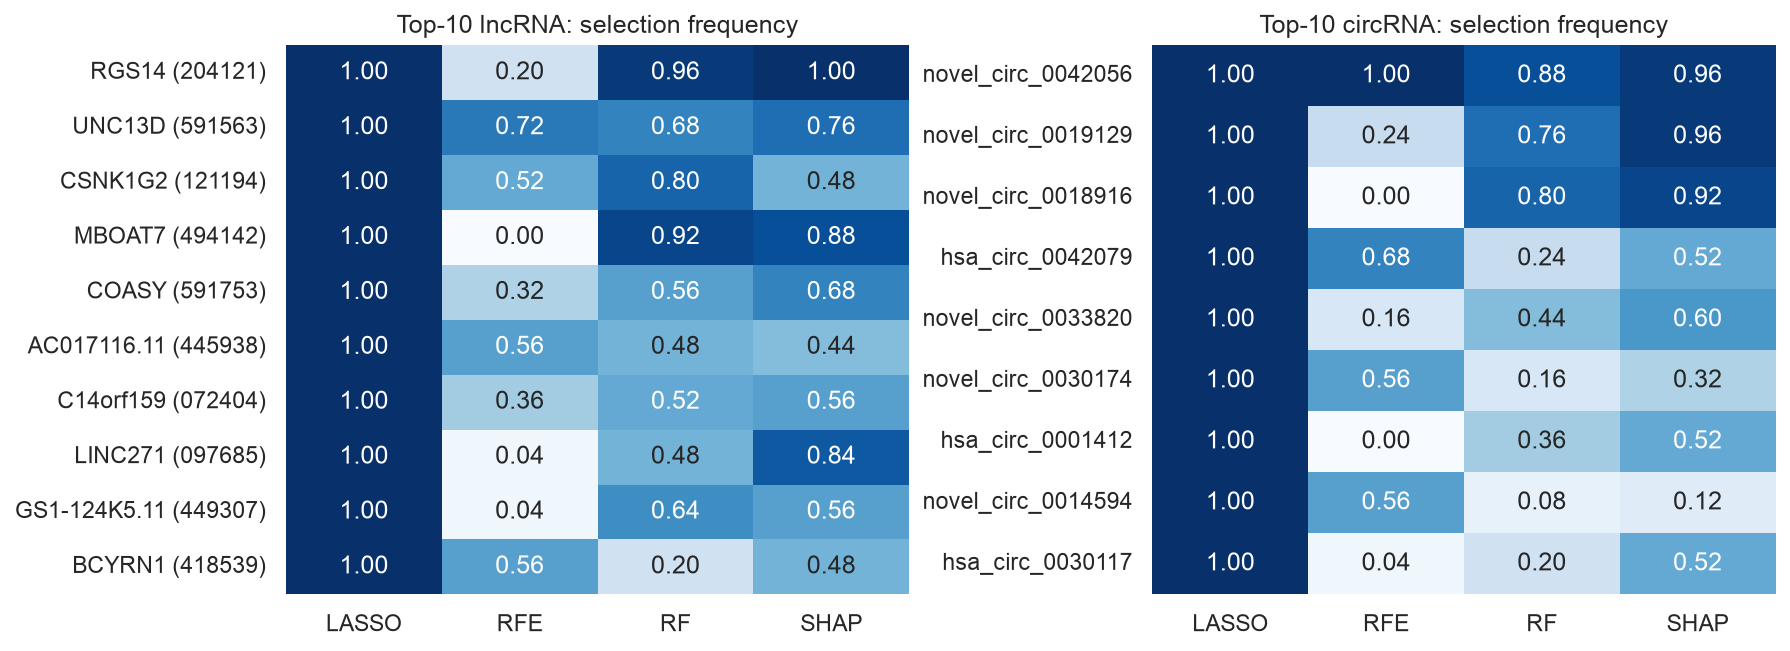 Top-10 lncRNA: selection frequency
RGS14 (204121) 1.00 0.20 0.96 1.00
UNC13D (591563) 1.00 0.72 0.68 0.76
CSNK1G2 (121194) 1.00 0.52 0.80 0.48
MBOAT7 (494142) 1.00 0.00 0.92 0.88
COASY (591753) 1.00 0.32 0.56 0.68
AC017116.11 (445938) 1.00 0.56 0.48 0.44
C14orf159 (072404) 1.00 0.36 0.52 0.56
LINC271 (097685) 1.00 0.04 0.48 0.84
GS1-124K5.11 (449307) 1.00 0.04 0.64 0.56
BCYRN1 (418539) 1.00 0.56 0.20 0.48
LASSO RFE RF SHAP
Top-10 circRNA: selection frequency
novel_circ_0042056 1.00 1.00 0.88 0.96
novel_circ_0019129 1.00 0.24 0.76 0.96
novel_circ_0018916 1.00 0.00 0.80 0.92
hsa_circ_0042079 1.00 0.68 0.24 0.52
novel_circ_0033820 1.00 0.16 0.44 0.60
novel_circ_0030174 1.00 0.56 0.16 0.32
hsa_circ_0001412 1.00 0.00 0.36 0.52
novel_circ_0014594 1.00 0.56 0.08 0.12
hsa_circ_0030117 1.00 0.04 0.20 0.52
LASSO RFE RF SHAP